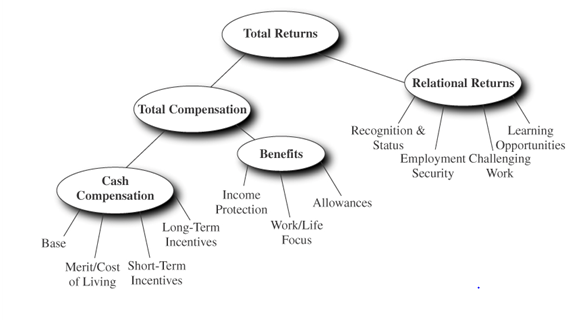 Total Returns
Total Compensation
Relational Returns
Recognition &
Status
Employment
Security
Challenging
Work
Learning
Opportunities
Cash
Compensation
Benefits
Income
Protection
Work/Life
Focus
Allowances
Base
Merit/Cost
of Living
Short-Term
Incentives
Long-Term
Incentives